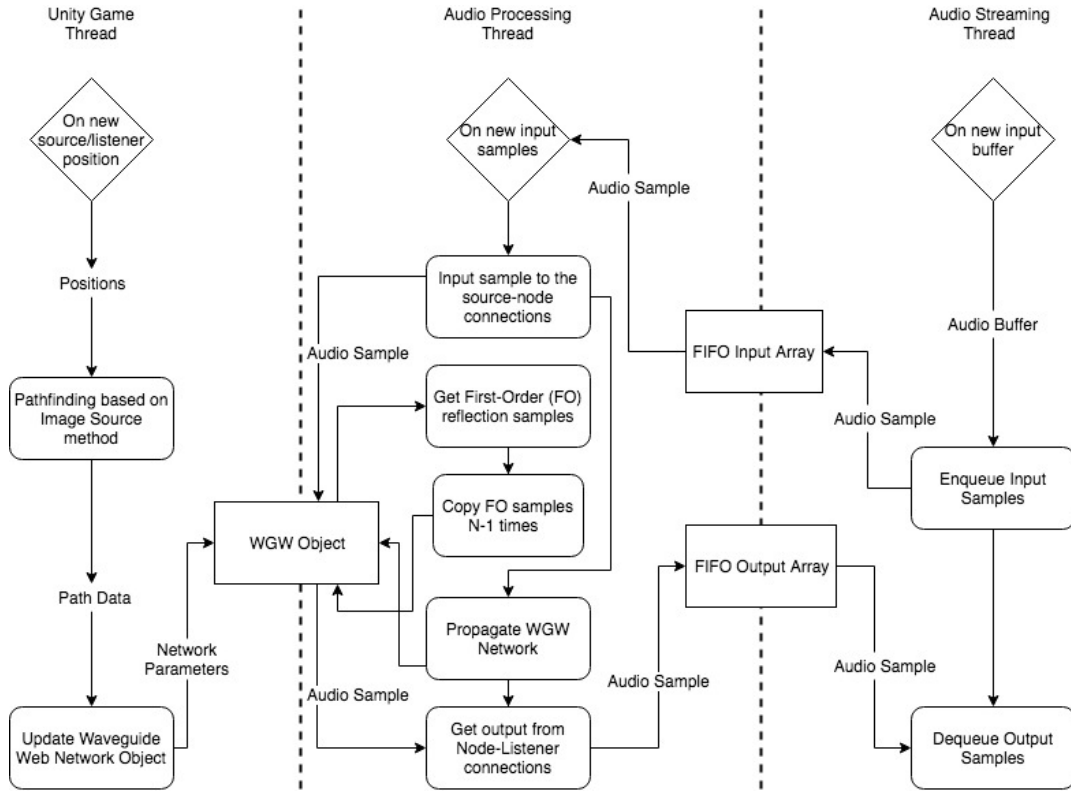 Unity Game
Thread
Audio Processing
Thread
Audio Streaming
Thread
On new
source/listener
position
On new input
samples
On new input
buffer
Audio Sample
Positions
Input sample to the
source-node
connections
Audio Buffer
FIFO Input Array
Audio Sample
Pathfinding based on
Image Source
method
Get First-Order (FO)
reflection samples
Audio Sample
Enqueue Input
Samples
Copy FO samples
N-1 times
WGW Object
FIFO Output Array
Path Data
Propagate WGW
Network
Network
Parameters
Audio Sample
Audio Sample
Audio Sample
Update Waveguide
Web Network Object
Get output from
Node-Listener
connections
Dequeue Output
Samples